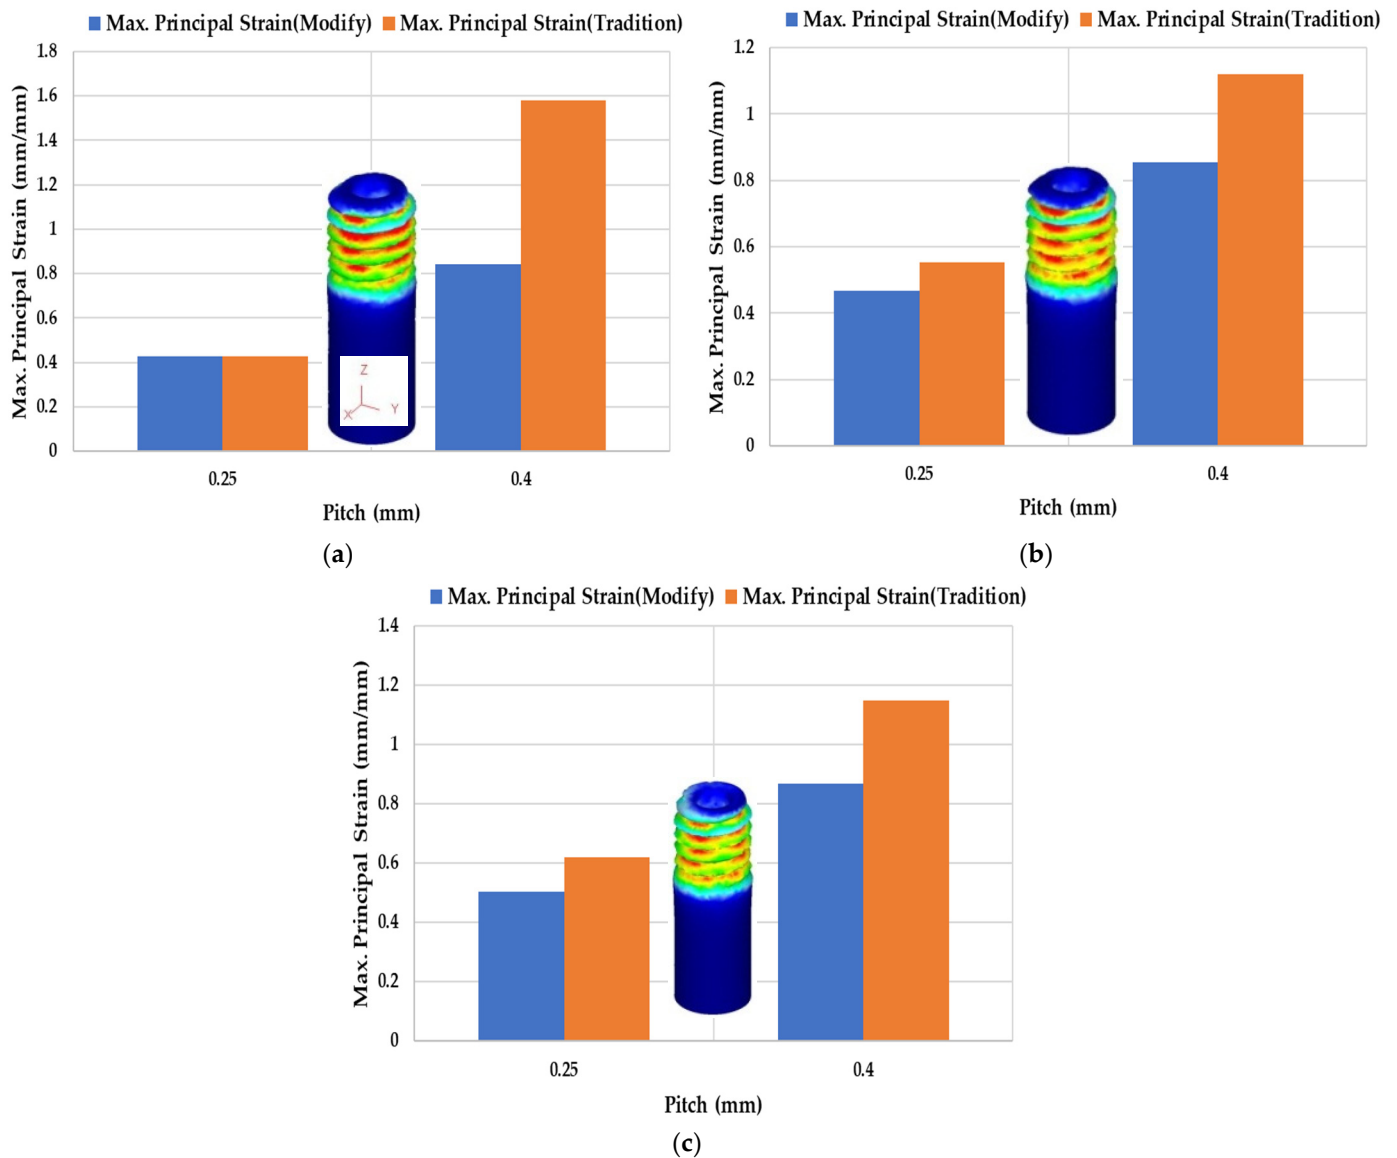 Max. Principal Strain(Modify) Max. Principal Strain(Tradition)
Max. Principal Strain (mm/mm)
1.8
1.6
1.4
1.2
1
0.8
0.6
0.4
0.2
0
Z
X Y
0.25 0.4
Pitch (mm)
(a)
Max. Principal Strain(Modify) Max. Principal Strain(Tradition)
Max. Principal Strain (mm/mm)
1.2
1
0.8
0.6
0.4
0.2
0
0.25 0.4
Pitch (mm)
(b)
Max. Principal Strain(Modify) Max. Principal Strain(Tradition)
Max. Principal Strain (mm/mm)
1.4
1.2
1
0.8
0.6
0.4
0.2
0
0.25 0.4
Pitch (mm)
(c)